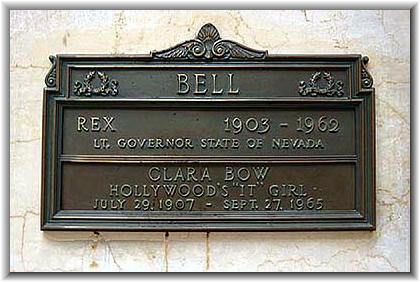 BELL
REX 1903 - 1962
LT. GOVERNOR STATE OF NEVADA
CLARA BOW
HOLLYWOOD'S "IT" GIRL
JULY 29, 1907 - SEPT. 27, 1965